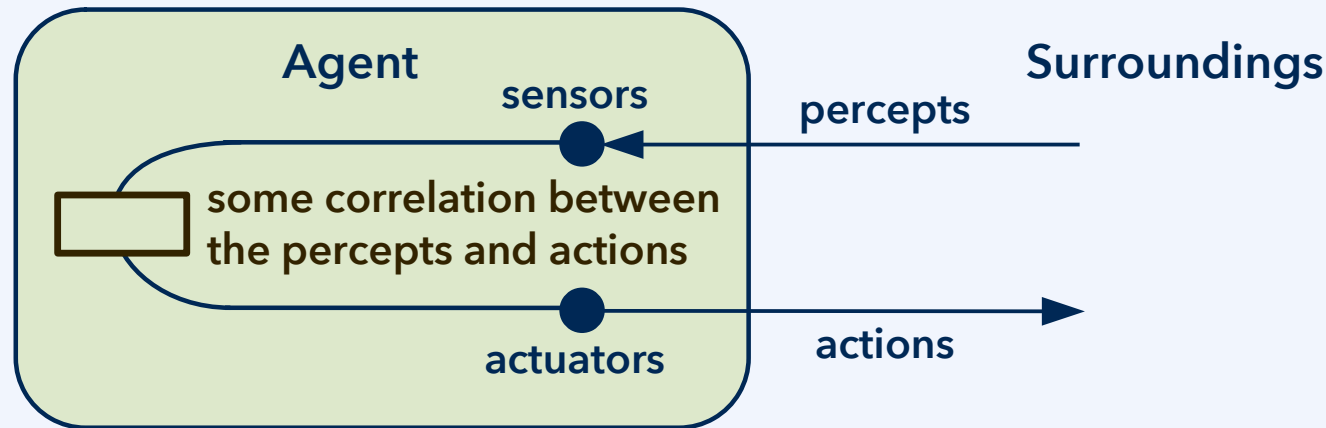 Agent
Surroundings
sensors
percepts
some correlation between
the percepts and actions
actuators
actions